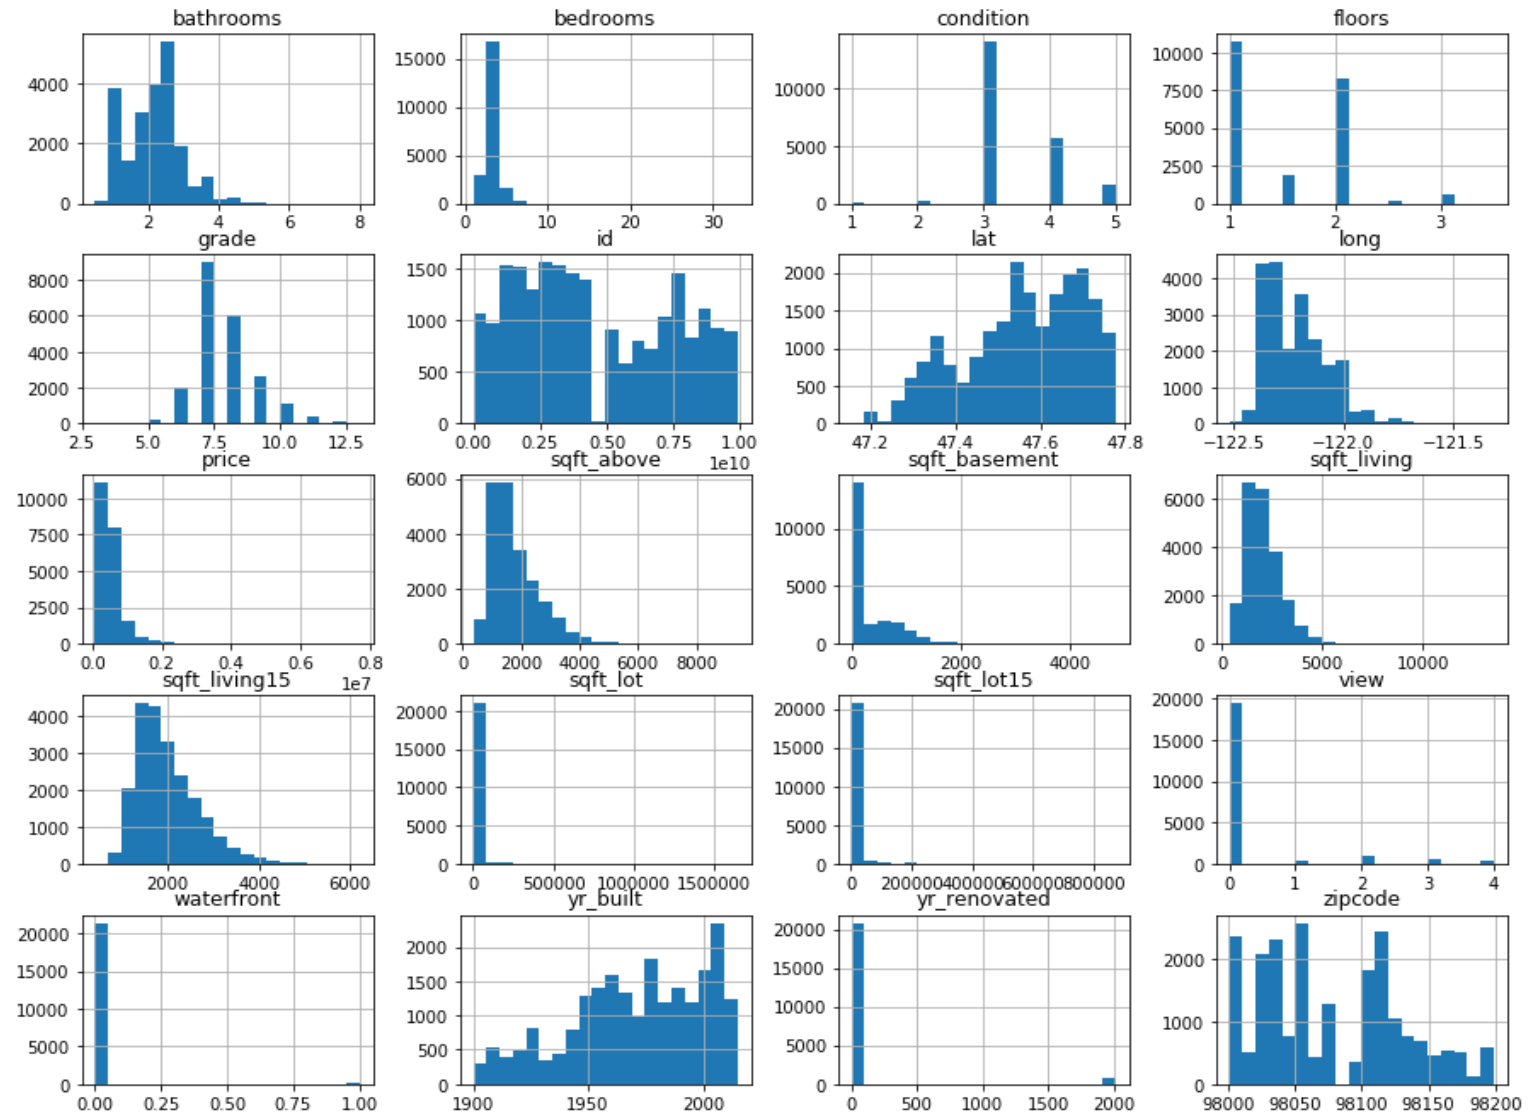 bathrooms bedrooms condition floors
4000 2000 0 2 4 6 8
15000 10000 5000 0 0 10 20 30
10000 5000 0 1 2 3 4 5
10000 7500 5000 2500 0 1 2 3
grade id lat long
8000 6000 4000 2000 0 2.5 5.0 7.5 10.0 12.5
1500 1000 500 0 0.00 0.25 0.50 0.75 1.00 1e10
2000 1500 1000 500 0 47.2 47.4 47.6 47.8
4000 3000 2000 1000 0 −122.5 −122.0 −121.5
price sqft_above sqft_basement sqft_living
10000 7500 5000 2500 0 0.0 0.2 0.4 0.6 0.8 1e7
6000 4000 2000 0 0 2000 4000 6000 8000
10000 5000 0 0 2000 4000
6000 4000 2000 0 0 5000 10000
sqft_living15 sqft_lot sqft_lot15 view
4000 3000 2000 1000 0 2000 4000 6000
20000 15000 10000 5000 0 0 500000 1000000 1500000
20000 15000 10000 5000 0 0 200000 400000 600000 800000
20000 15000 10000 5000 0 0 1 2 3 4
waterfront yr_built yr_renovated zipcode
20000 15000 10000 5000 0 0.00 0.25 0.50 0.75 1.00
2000 1500 1000 500 0 1900 1950 2000
20000 15000 10000 5000 0 0 500 1000 1500 2000
2000 1000 0 98000 98050 98100 98150 98200